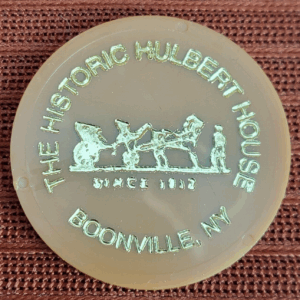 THE HISTORIC HULBERT HOUSE
SINCE 1812
BOONVILLE, NY